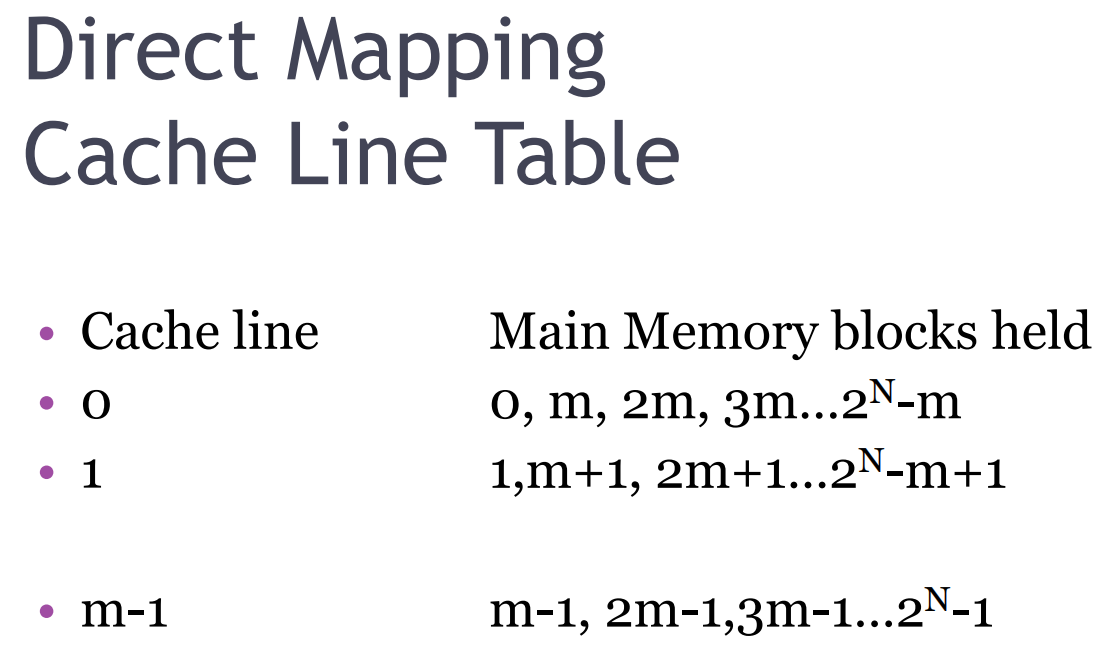 Direct Mapping
Cache Line Table
• Cache line Main Memory blocks held
• 0 0, m, 2m, 3m...2ᴺ-m
• 1 1,m+1, 2m+1...2ᴺ-m+1
• m-1 m-1, 2m-1,3m-1...2ᴺ-1